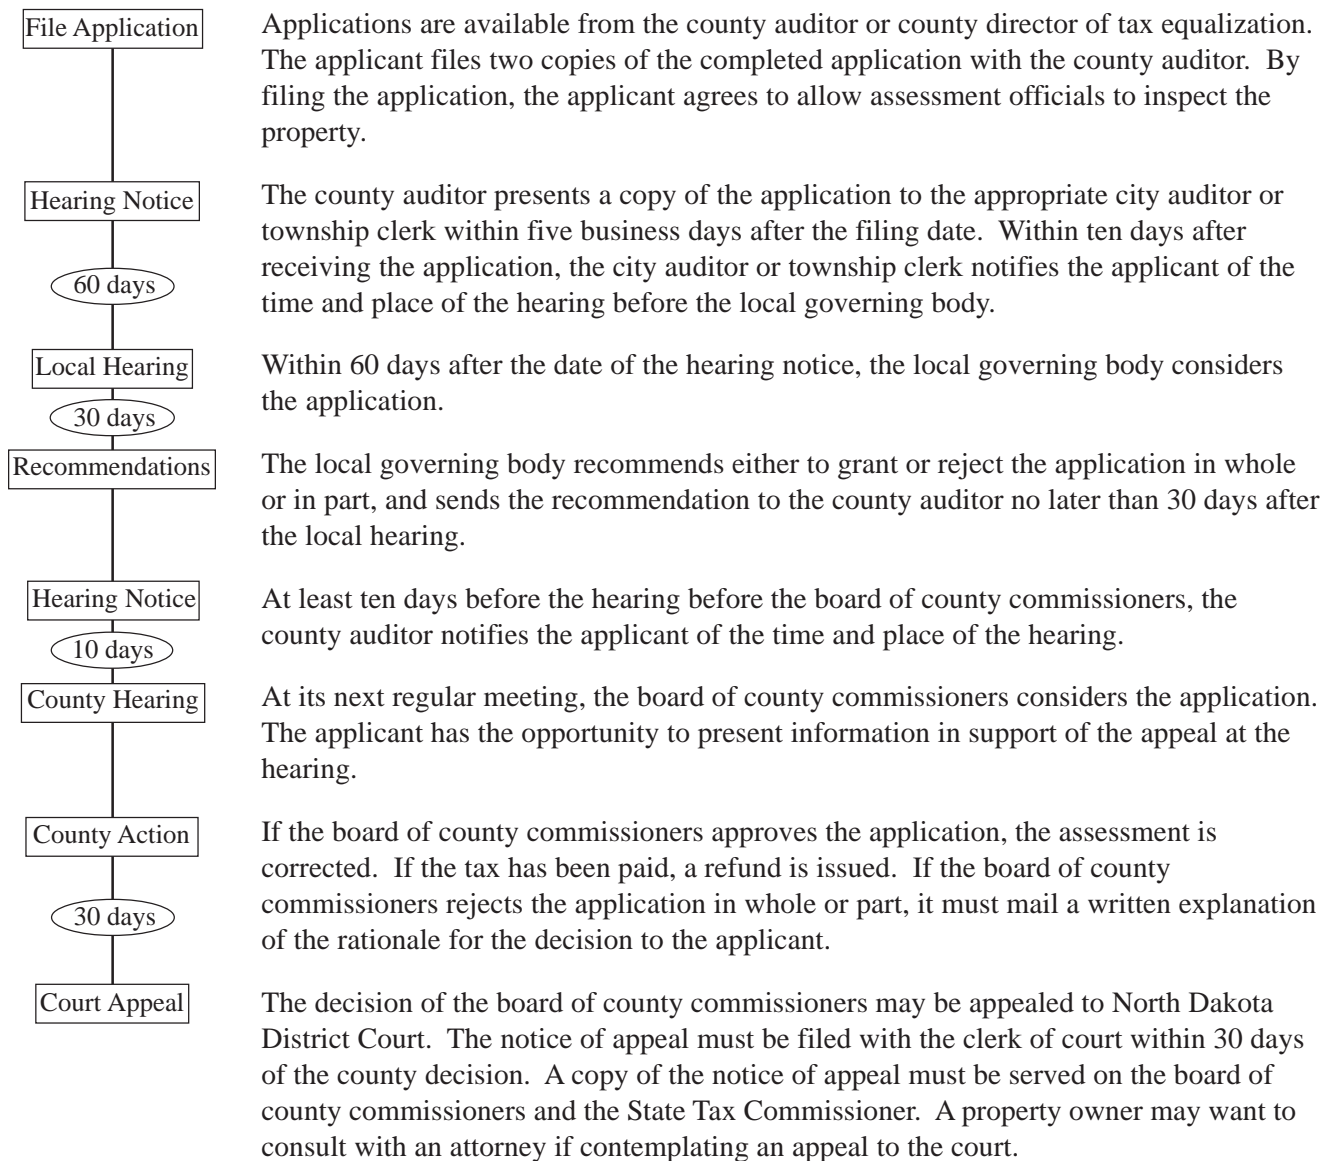 File Application
Applications are available from the county auditor or county director of tax equalization.
The applicant files two copies of the completed application with the county auditor.  By
filing the application, the applicant agrees to allow assessment officials to inspect the
property.
Hearing Notice
The county auditor presents a copy of the application to the appropriate city auditor or
township clerk within five business days after the filing date.  Within ten days after
receiving the application, the city auditor or township clerk notifies the applicant of the
time and place of the hearing before the local governing body.
60 days
Local Hearing
Within 60 days after the date of the hearing notice, the local governing body considers
the application.
30 days
Recommendations
The local governing body recommends either to grant or reject the application in whole
or in part, and sends the recommendation to the county auditor no later than 30 days after
the local hearing.
Hearing Notice
At least ten days before the hearing before the board of county commissioners, the
county auditor notifies the applicant of the time and place of the hearing.
10 days
County Hearing
At its next regular meeting, the board of county commissioners considers the application.
The applicant has the opportunity to present information in support of the appeal at the
hearing.
County Action
If the board of county commissioners approves the application, the assessment is
corrected.  If the tax has been paid, a refund is issued.  If the board of county
commissioners rejects the application in whole or part, it must mail a written explanation
of the rationale for the decision to the applicant.
30 days
Court Appeal
The decision of the board of county commissioners may be appealed to North Dakota
District Court.  The notice of appeal must be filed with the clerk of court within 30 days
of the county decision.  A copy of the notice of appeal must be served on the board of
county commissioners and the State Tax Commissioner.  A property owner may want to
consult with an attorney if contemplating an appeal to the court.